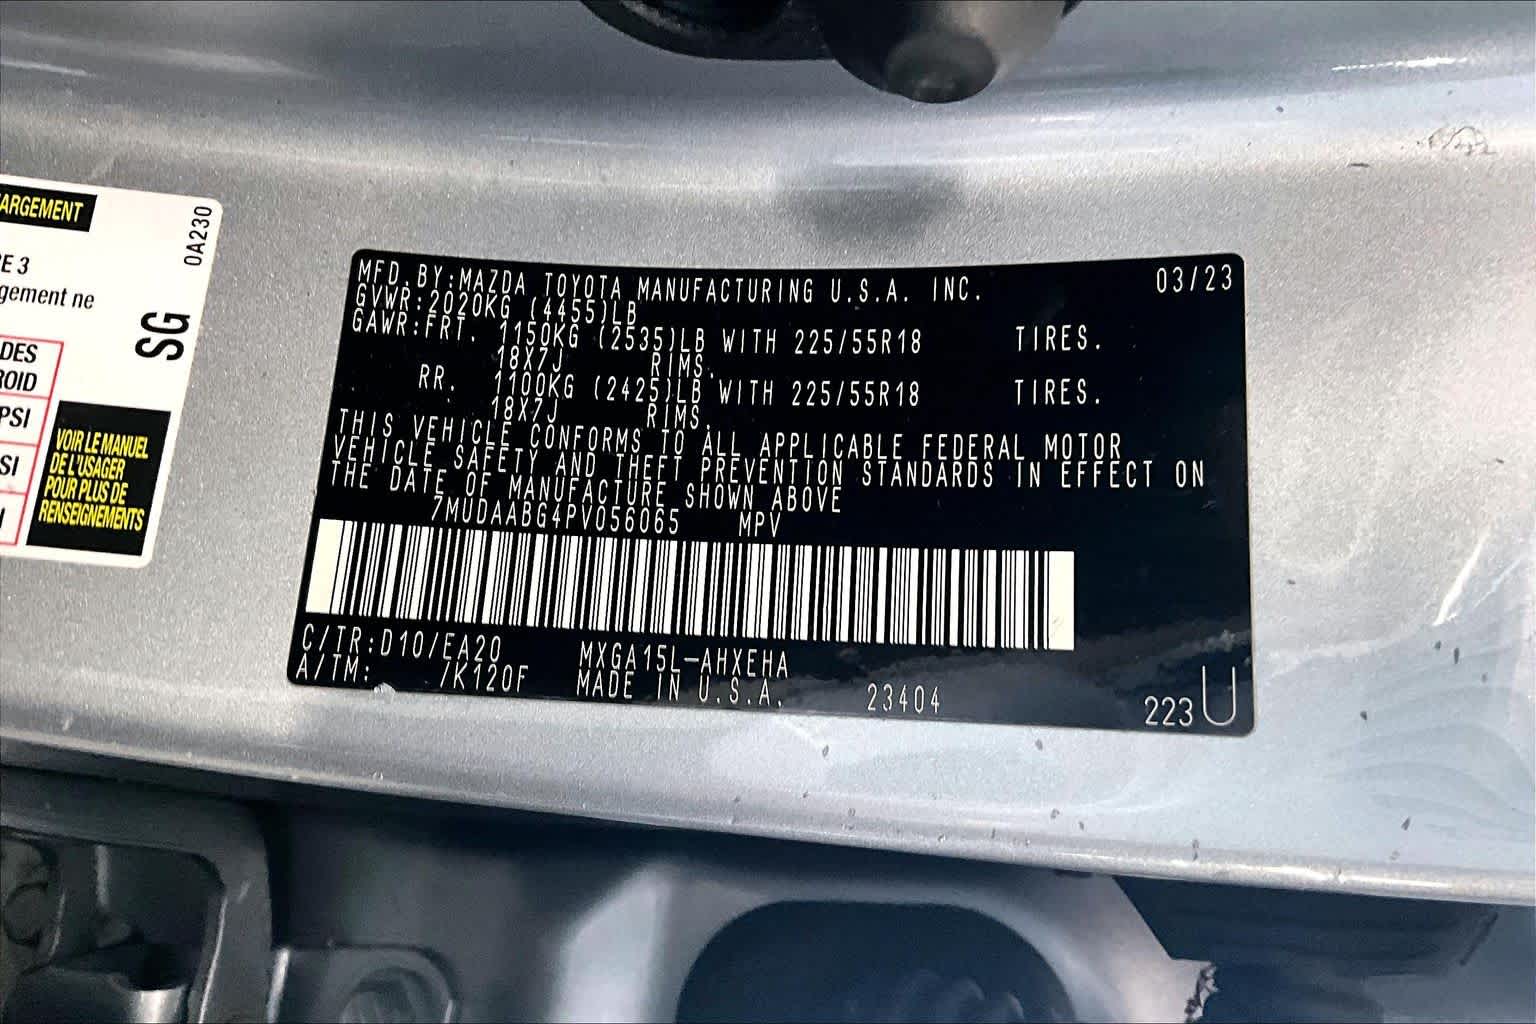 ARGEMENT
0A230
E 3
gement ne
SG
DES
ROID
PSI
SI
VOIR LE MANUEL
DE L'USAGER
POUR PLUS DE
RENSEIGNEMENTS
MFD. BY:MAZDA TOYOTA MANUFACTURING U.S.A. INC. 03/23
GVWR:2020KG (4455)LB
GAWR:FRT. 1150KG (2535)LB WITH 225/55R18 TIRES.
18X7J RIMS.
RR. 1100KG (2425)LB WITH 225/55R18 TIRES.
18X7J RIMS.
THIS VEHICLE CONFORMS TO ALL APPLICABLE FEDERAL MOTOR
VEHICLE SAFETY AND THEFT PREVENTION STANDARDS IN EFFECT ON
THE DATE OF MANUFACTURE SHOWN ABOVE
7MUDAABG4PV056065 MPV
C/TR:D10/EA20 MXGA15L-AHXEHA
A/TM: /K120F MADE IN U.S.A. 23404
223U